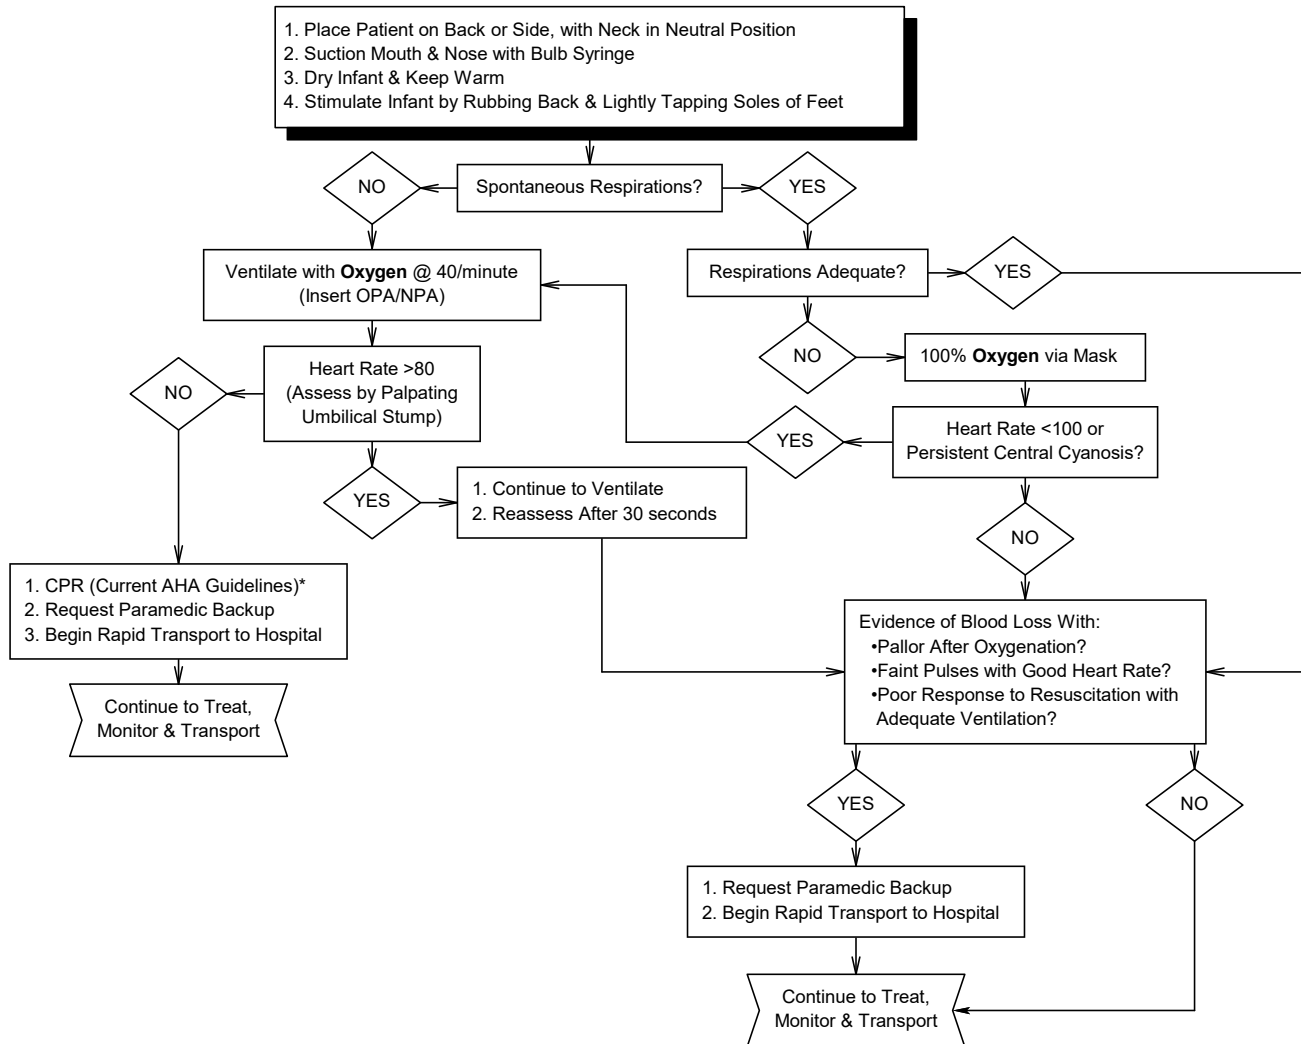 1. Place Patient on Back or Side, with Neck in Neutral Position
2. Suction Mouth & Nose with Bulb Syringe
3. Dry Infant & Keep Warm
4. Stimulate Infant by Rubbing Back & Lightly Tapping Soles of Feet
NO
Spontaneous Respirations?
YES
Ventilate with Oxygen @ 40/minute
(Insert OPA/NPA)
Respirations Adequate?
YES
NO
100% Oxygen via Mask
NO
Heart Rate >80
(Assess by Palpating
Umbilical Stump)
YES
Heart Rate <100 or
Persistent Central Cyanosis?
YES
1. Continue to Ventilate
2. Reassess After 30 seconds
NO
1. CPR (Current AHA Guidelines)*
2. Request Paramedic Backup
3. Begin Rapid Transport to Hospital
Continue to Treat,
Monitor & Transport
Evidence of Blood Loss With:
•Pallor After Oxygenation?
•Faint Pulses with Good Heart Rate?
•Poor Response to Resuscitation with
Adequate Ventilation?
YES
NO
1. Request Paramedic Backup
2. Begin Rapid Transport to Hospital
Continue to Treat,
Monitor & Transport